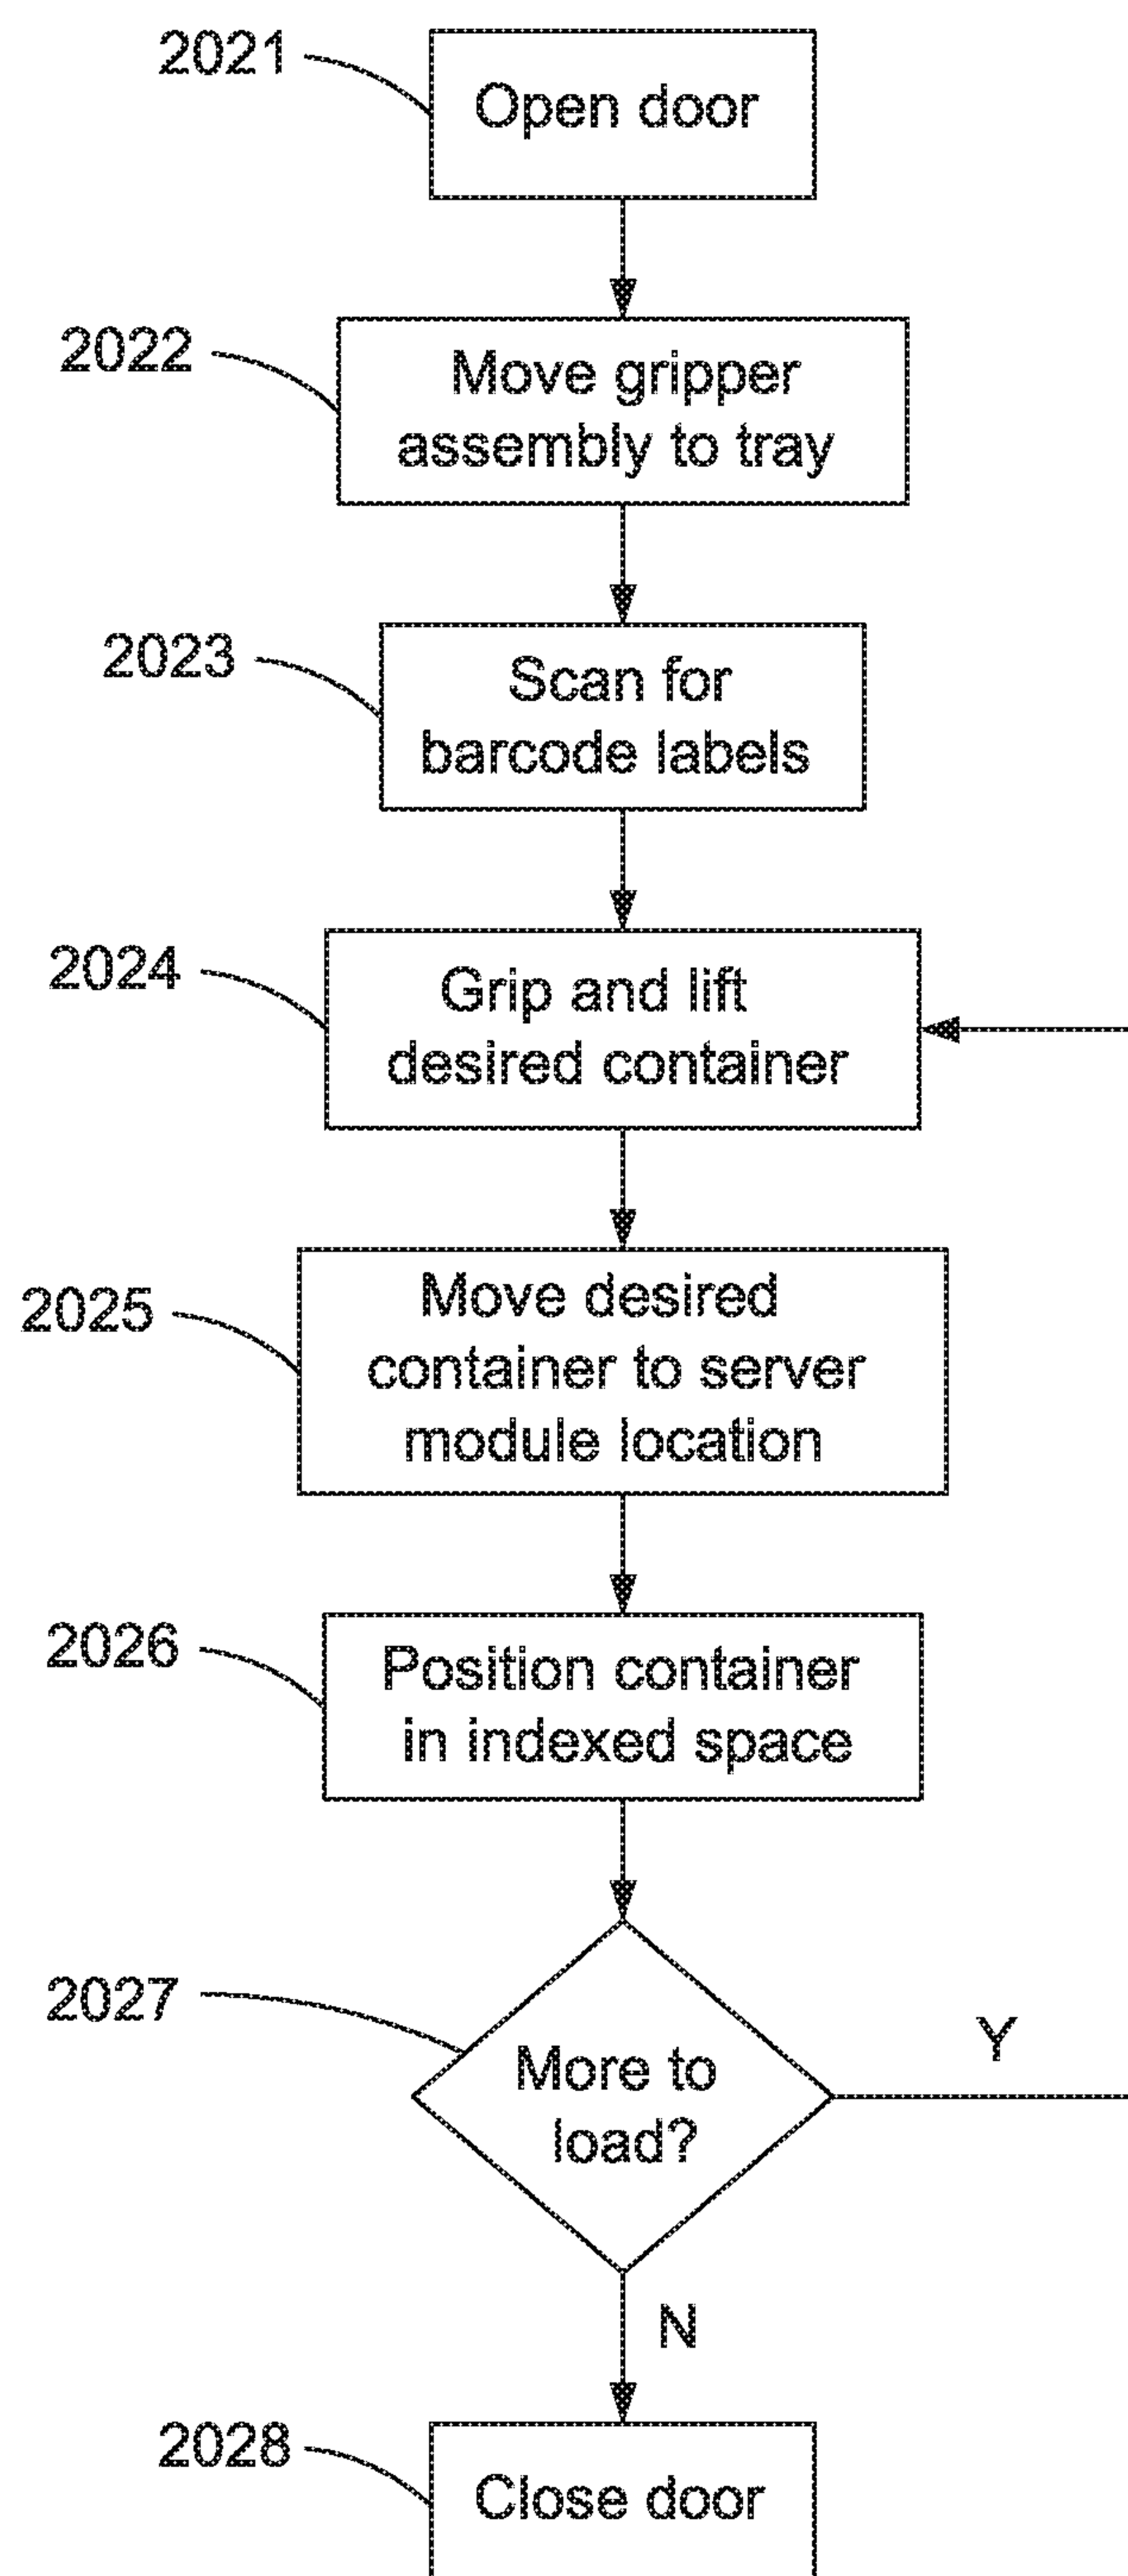 2021
Open door
2022
Move gripper
assembly to tray
2023
Scan for
barcode labels
2024
Grip and lift
desired container
2025
Move desired
container to server
module location
2026
Position container
in indexed space
2027
More to
load?
Y
N
2028
Close door